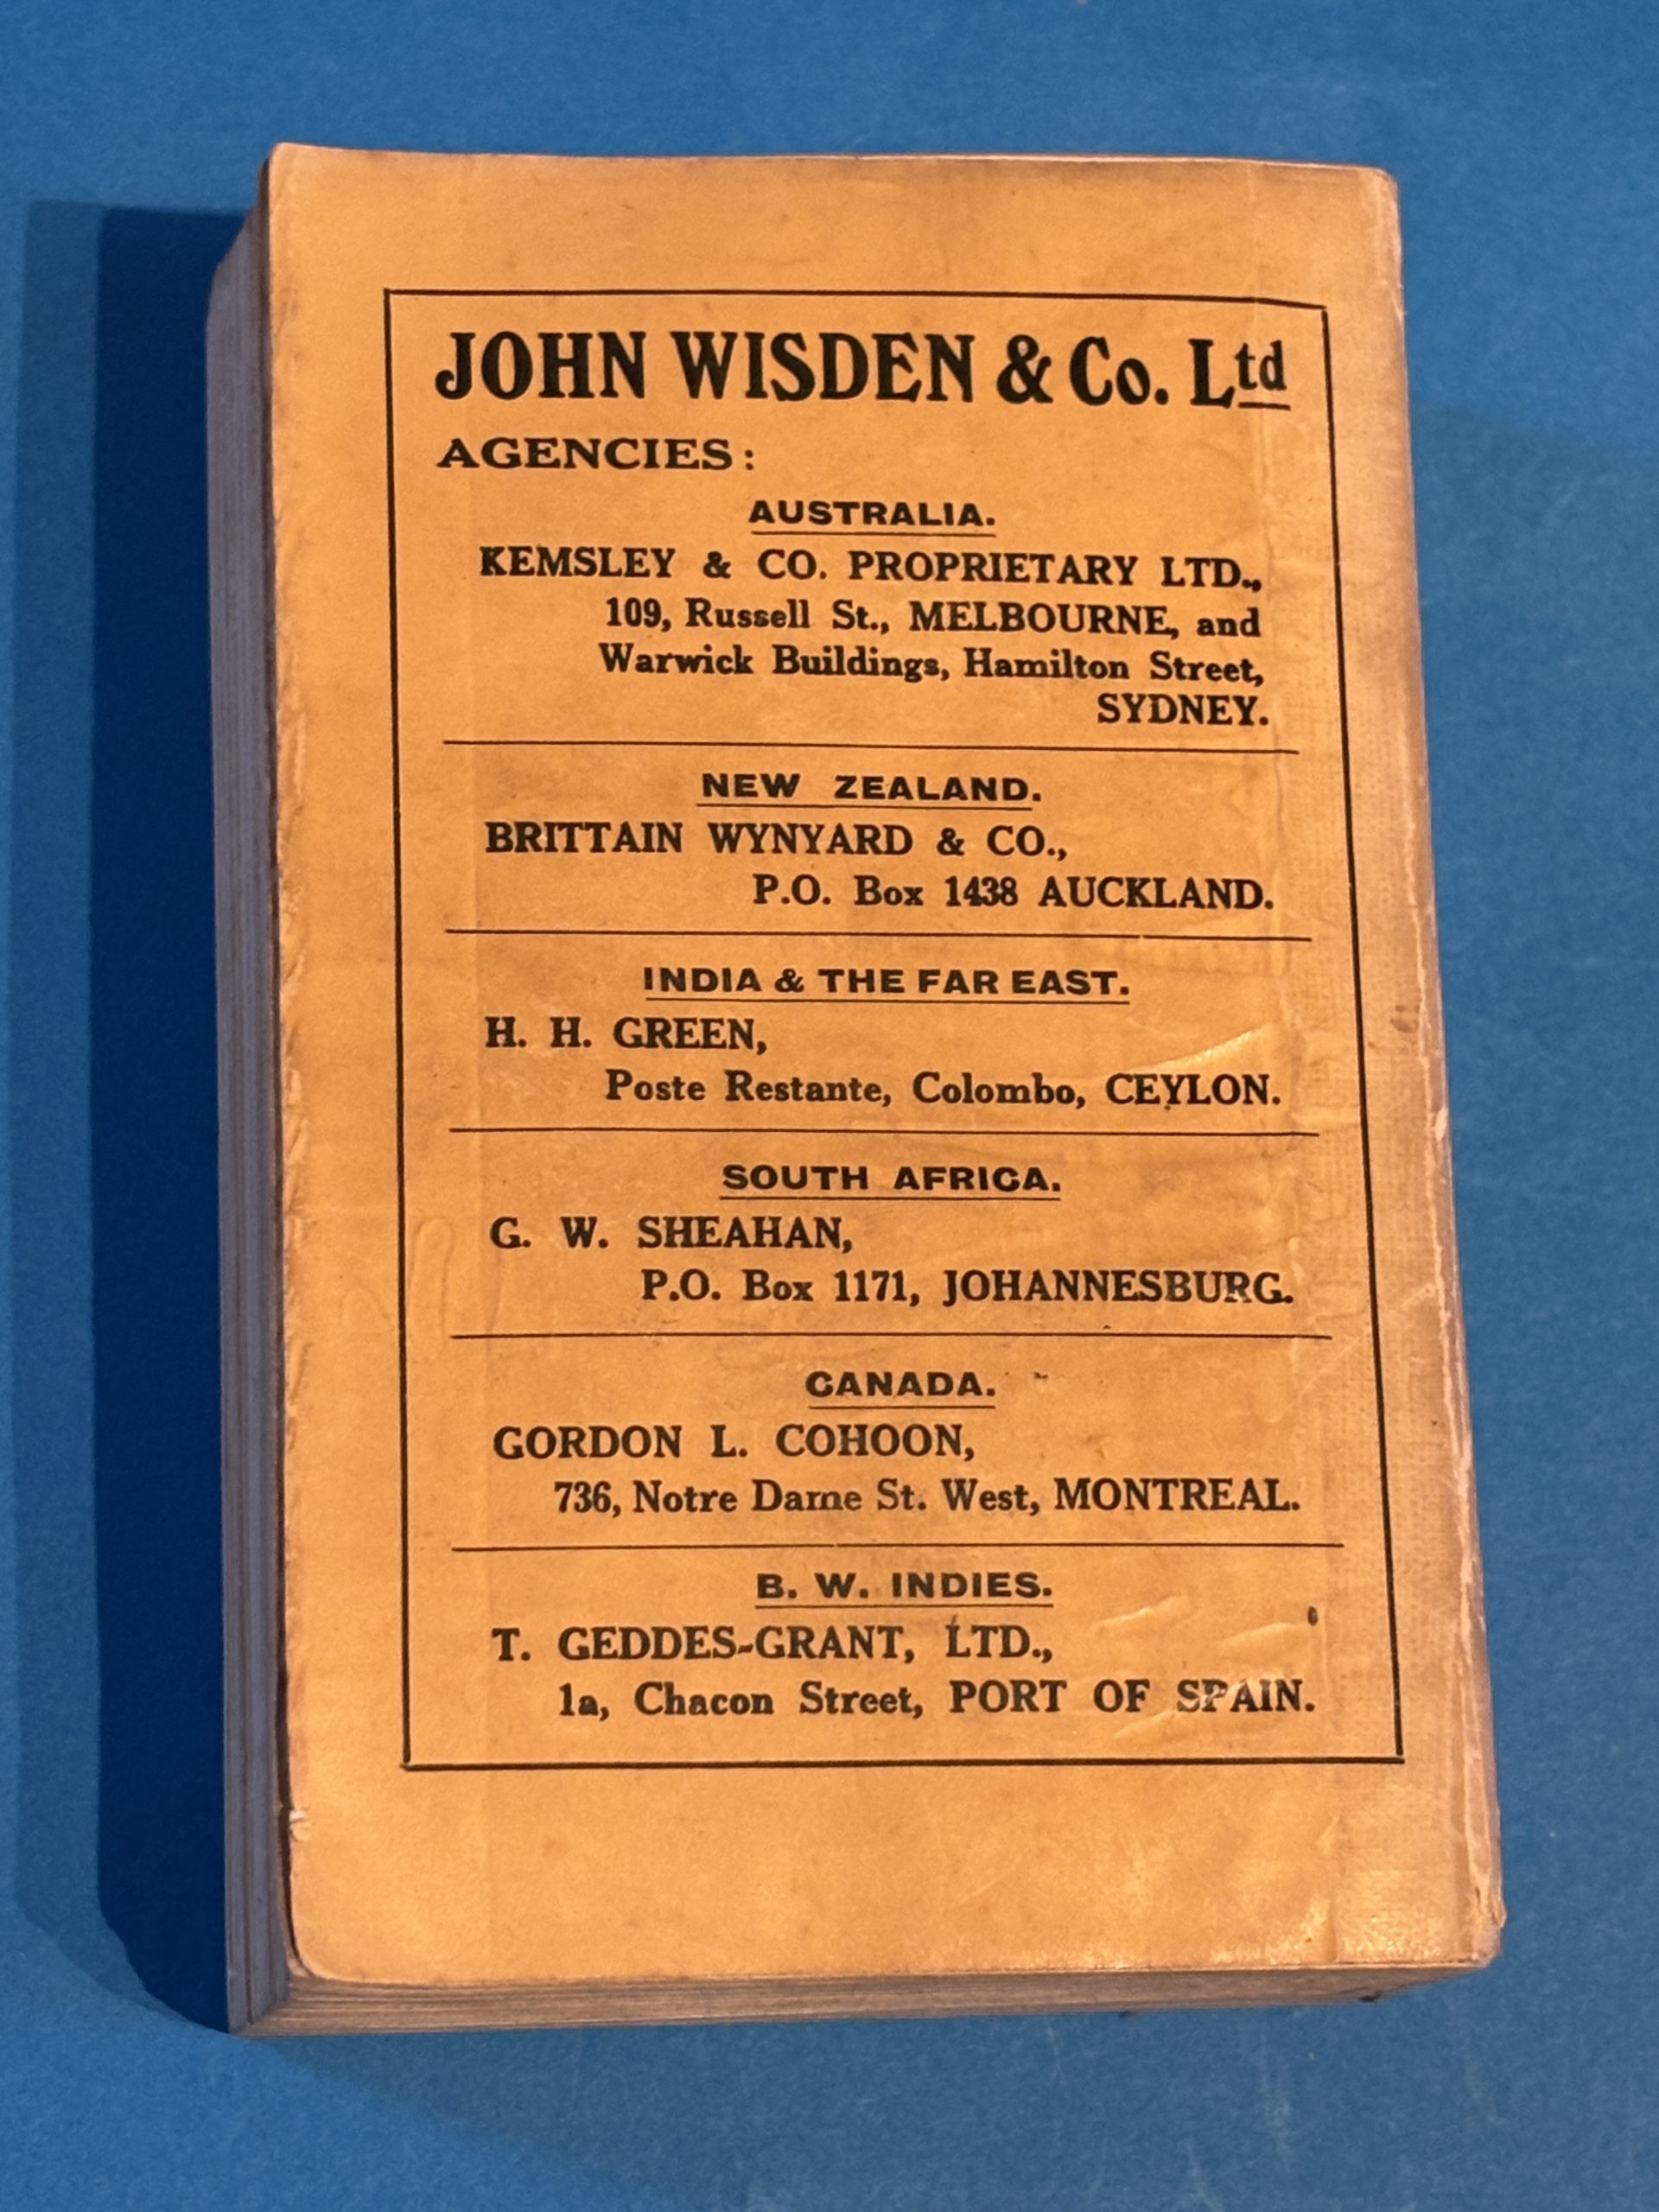 JOHN WISDEN & Co. Ltd
AGENCIES:
AUSTRALIA.
KEMSLEY & CO. PROPRIETARY LTD.,
109, Russell St., MELBOURNE, and
Warwick Buildings, Hamilton Street,
SYDNEY.
NEW ZEALAND.
BRITTAIN WYNYARD & CO.,
P.O. Box 1438 AUCKLAND.
INDIA & THE FAR EAST.
H. H. GREEN,
Poste Restante, Colombo, CEYLON.
SOUTH AFRICA.
G. W. SHEAHAN,
P.O. Box 1171, JOHANNESBURG.
CANADA.
GORDON L. COHOON,
736, Notre Dame St. West, MONTREAL.
B. W. INDIES.
T. GEDDES-GRANT, LTD.,
1a, Chacon Street, PORT OF SPAIN.